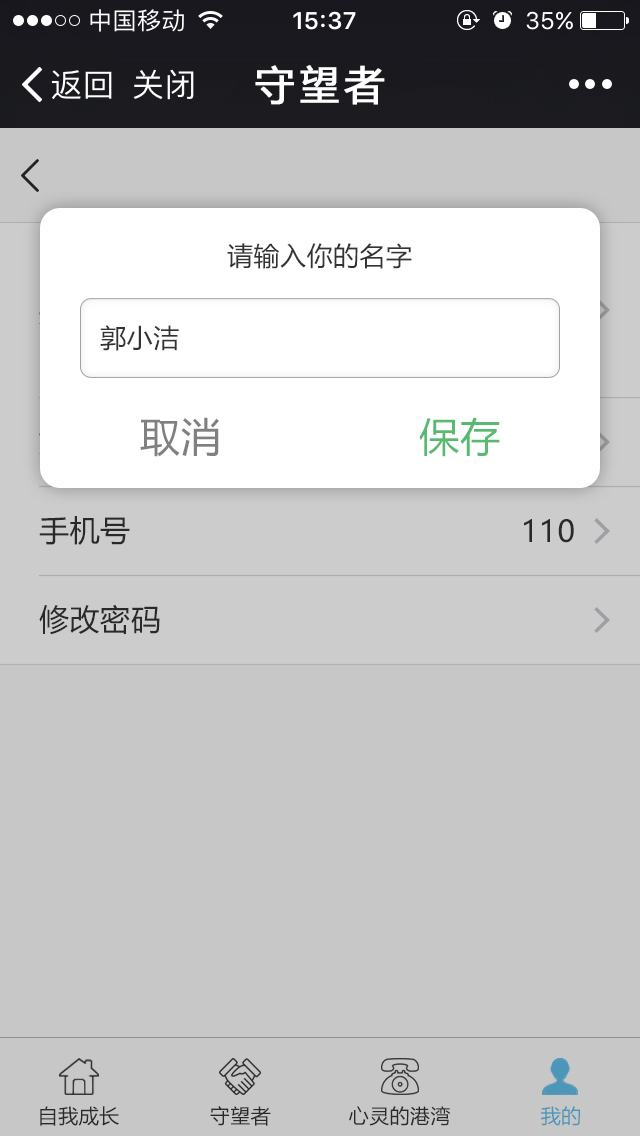 中国移动 15:37 35%
返回 关闭 守望者
请输入你的名字
郭小洁
取消 保存
手机号 110
修改密码
自我成长 守望者 心灵的港湾 我的